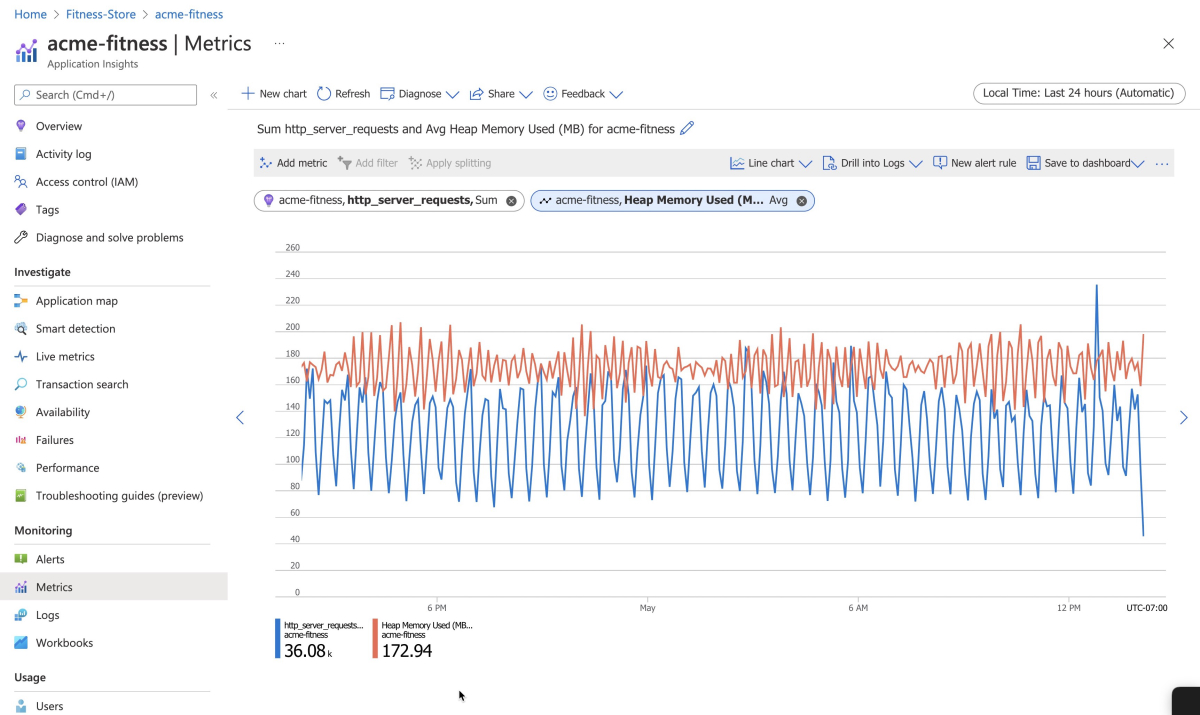 Home > Fitness-Store > acme-fitness
acme-fitness | Metrics ...
Application Insights
Search (Cmd+/) «
New chart Refresh Diagnose Share Feedback
Local Time: Last 24 hours (Automatic)
Overview
Activity log
Access control (IAM)
Tags
Diagnose and solve problems
Investigate
Application map
Smart detection
Live metrics
Transaction search
Availability
Failures
Performance
Troubleshooting guides (preview)
Monitoring
Alerts
Metrics
Logs
Workbooks
Usage
Users
Sum http_server_requests and Avg Heap Memory Used (MB) for acme-fitness
Add metric Add filter Apply splitting Line chart Drill into Logs New alert rule Save to dashboard ...
acme-fitness, http_server_requests, Sum
acme-fitness, Heap Memory Used (M... Avg
260
240
220
200
180
160
140
120
100
80
60
40
20
0
6 PM May 6 AM 12 PM UTC-07:00
http_server_requests...
acme-fitness
36.08 k
Heap Memory Used (MB...
acme-fitness
172.94